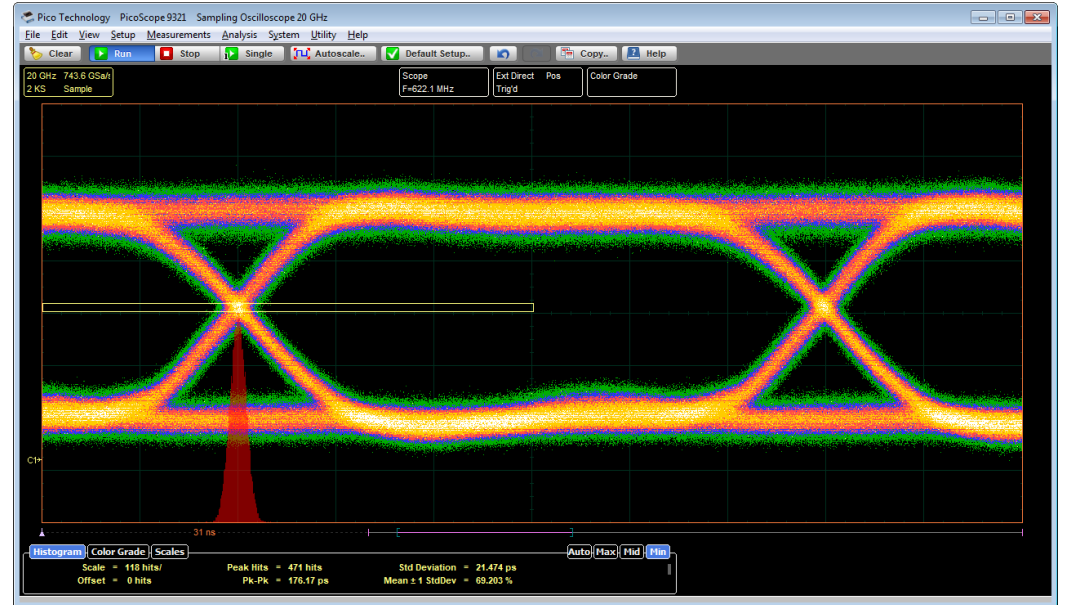 Pico Technology PicoScope 9321 Sampling Oscilloscope 20 GHz
File Edit View Setup Measurements Analysis System Utility Help
Clear Run Stop Single Autoscale.. Default Setup.. Copy.. Help
20 GHz 743.6 GSa/s Scope Ext Direct Pos Color Grade
2 KS Sample F=622.1 MHz Trig'd
C1
31 ns
Histogram Color Grade Scales Auto Max Mid Min
Scale = 118 hits/ Peak Hits = 471 hits Std Deviation = 21.474 ps
Offset = 0 hits Pk-Pk = 176.17 ps Mean ± 1 StdDev = 69.203 %